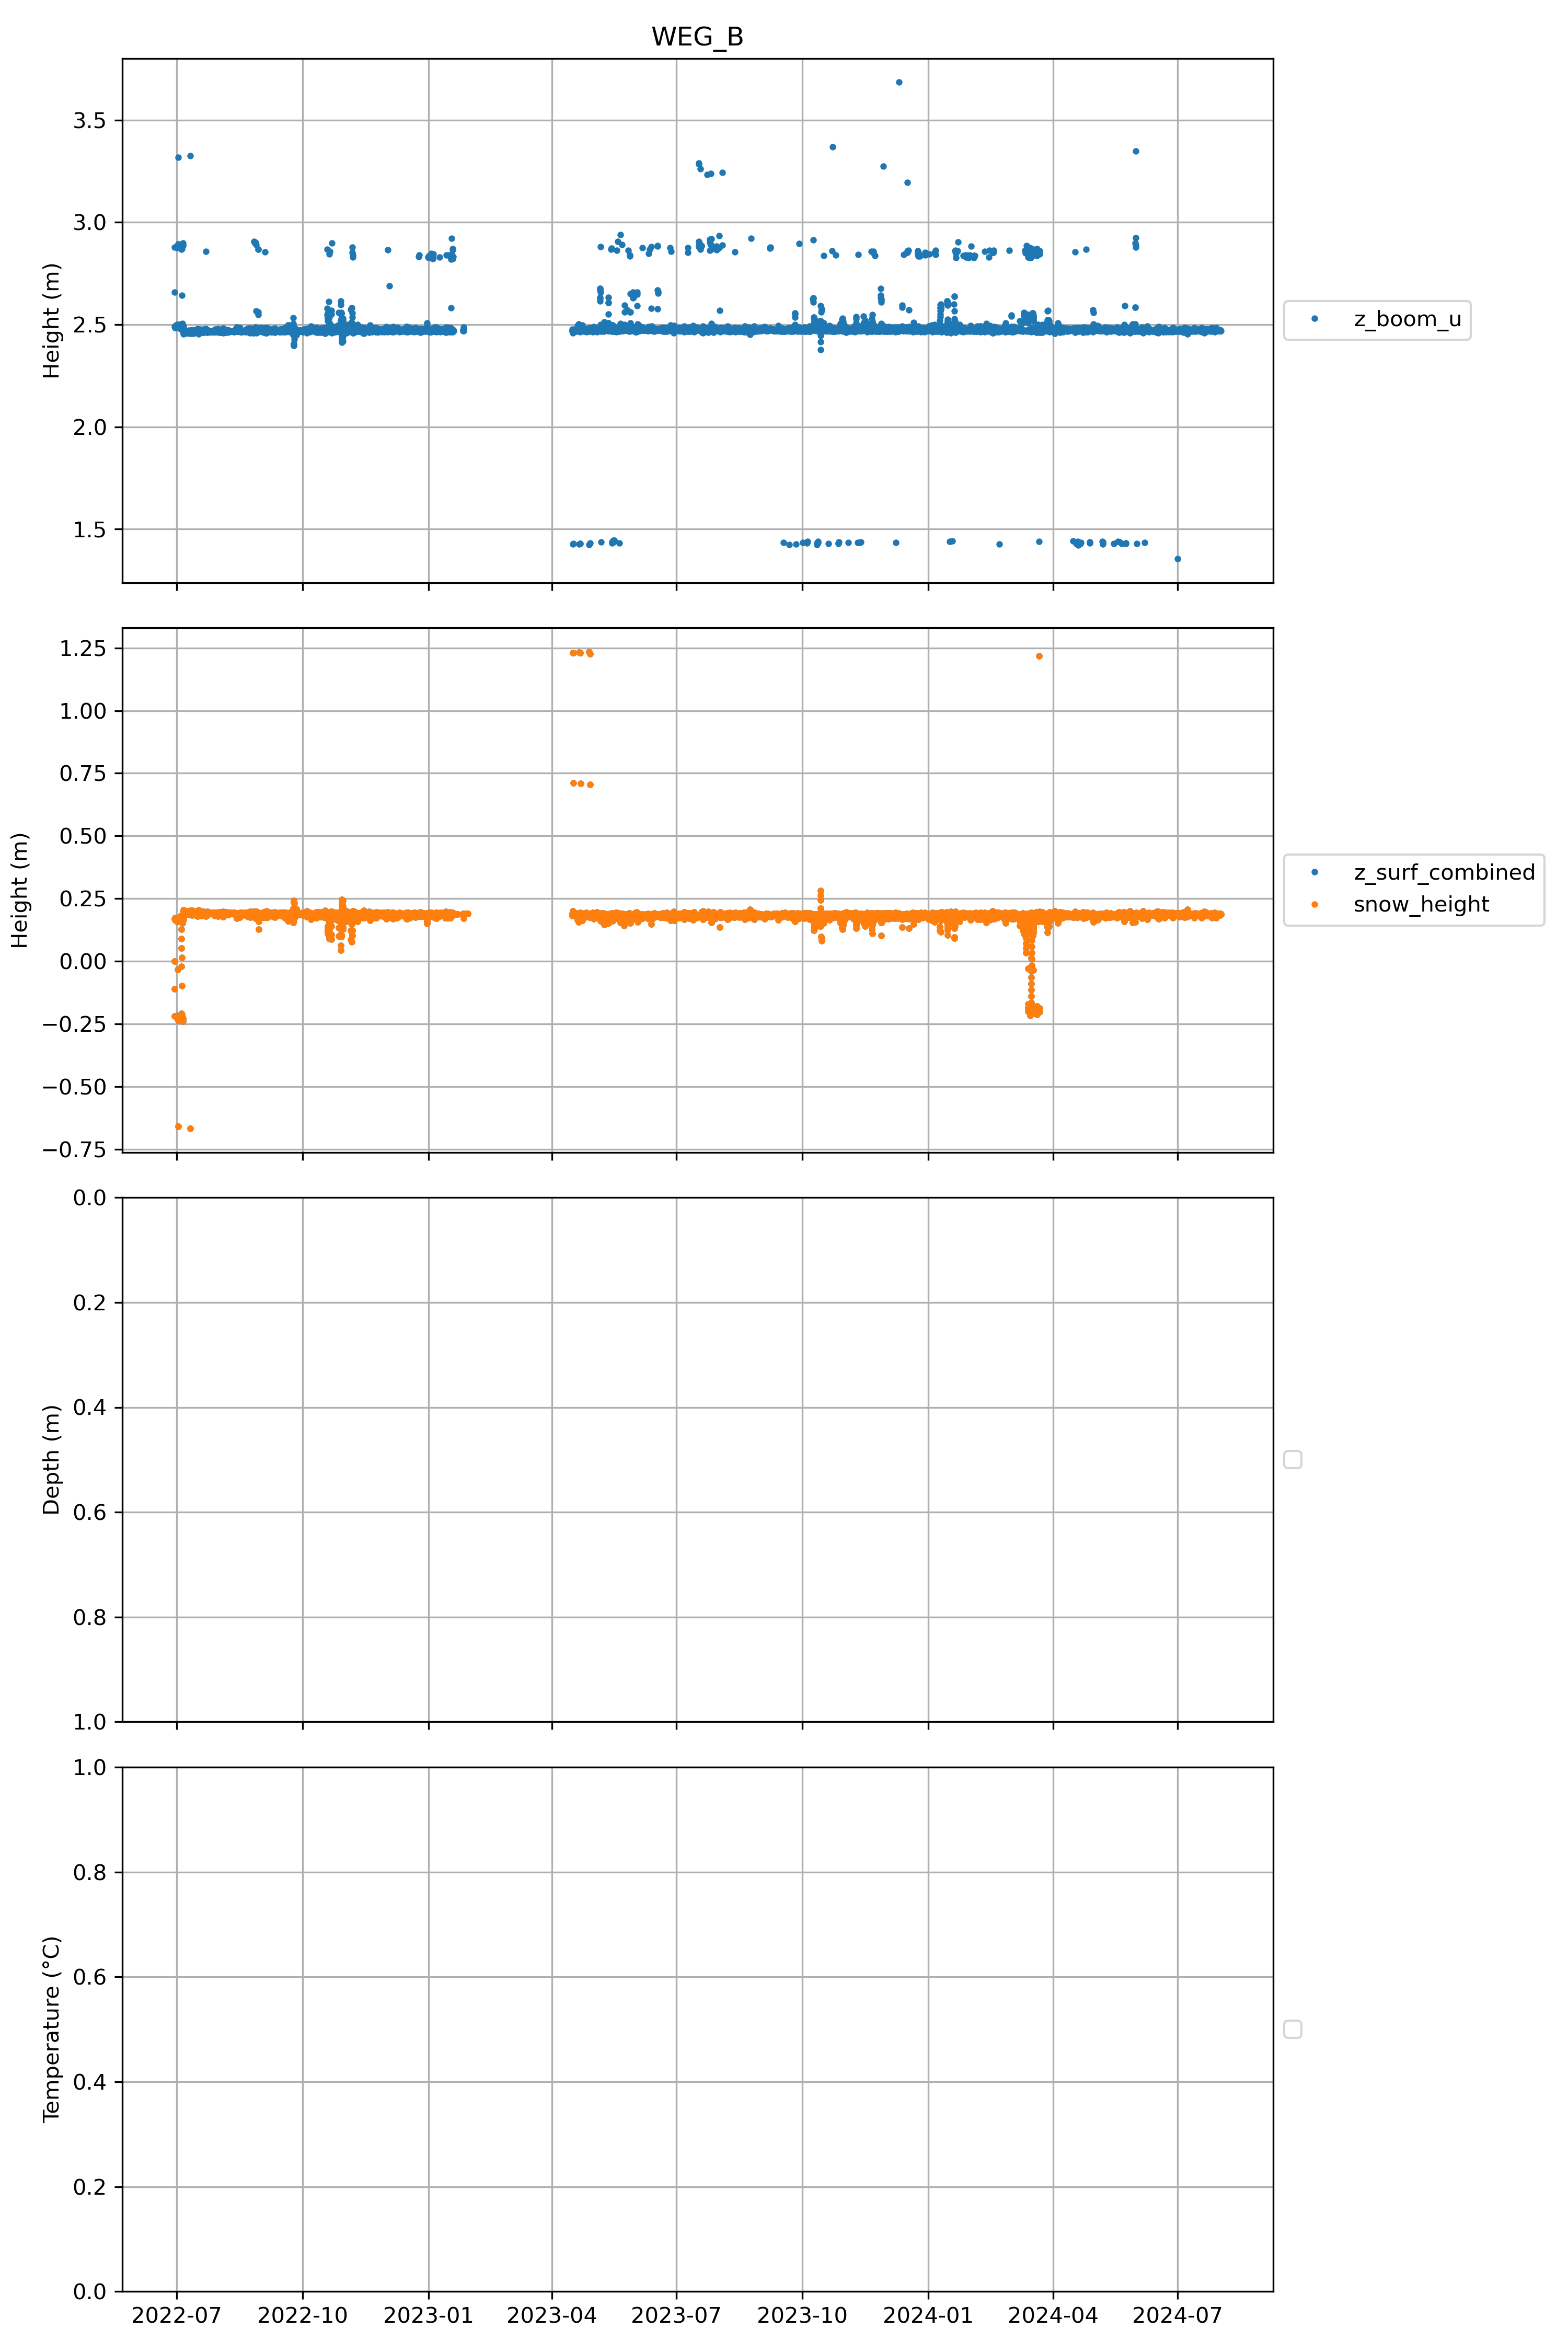 WEG_B
Height (m)
3.5
3.0
2.5
2.0
1.5
z_boom_u
Height (m)
1.25
1.00
0.75
0.50
0.25
0.00
−0.25
−0.50
−0.75
z_surf_combined
snow_height
Depth (m)
0.0
0.2
0.4
0.6
0.8
1.0
Temperature (°C)
1.0
0.8
0.6
0.4
0.2
0.0
2022-07 2022-10 2023-01 2023-04 2023-07 2023-10 2024-01 2024-04 2024-07